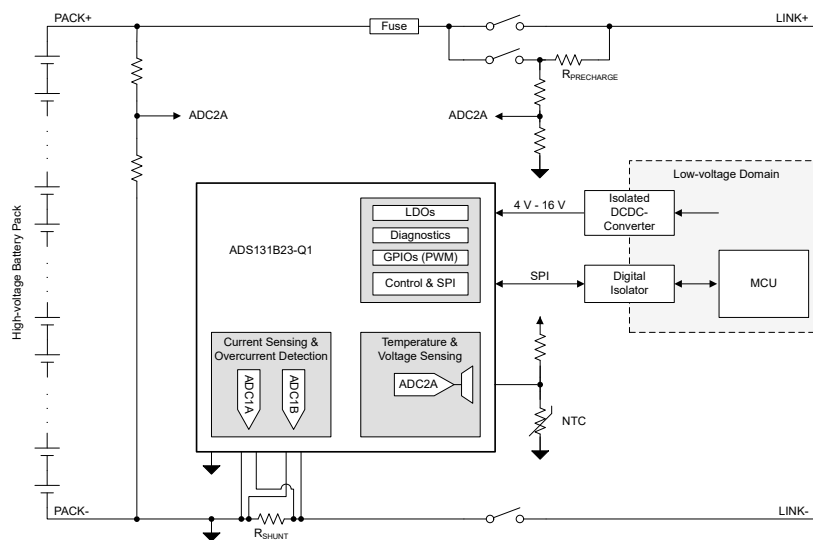 PACK+
Fuse
LINK+
RPRECHARGE
ADC2A
ADC2A
High-voltage Battery Pack
Low-voltage Domain
4 V - 16 V
Isolated
DCDC-
Converter
LDOs
Diagnostics
GPIOs (PWM)
Control & SPI
ADS131B23-Q1
SPI
Digital
Isolator
MCU
Current Sensing &
Overcurrent Detection
ADC1A
ADC1B
Temperature &
Voltage Sensing
ADC2A
NTC
PACK-
RSHUNT
LINK-